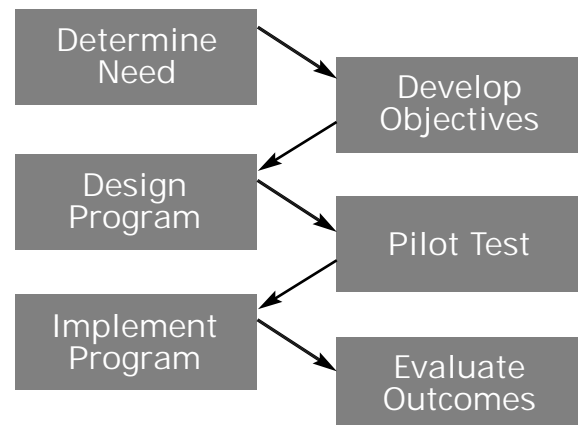 Determine
Need
Develop
Objectives
Design
Program
Pilot Test
Implement
Program
Evaluate
Outcomes